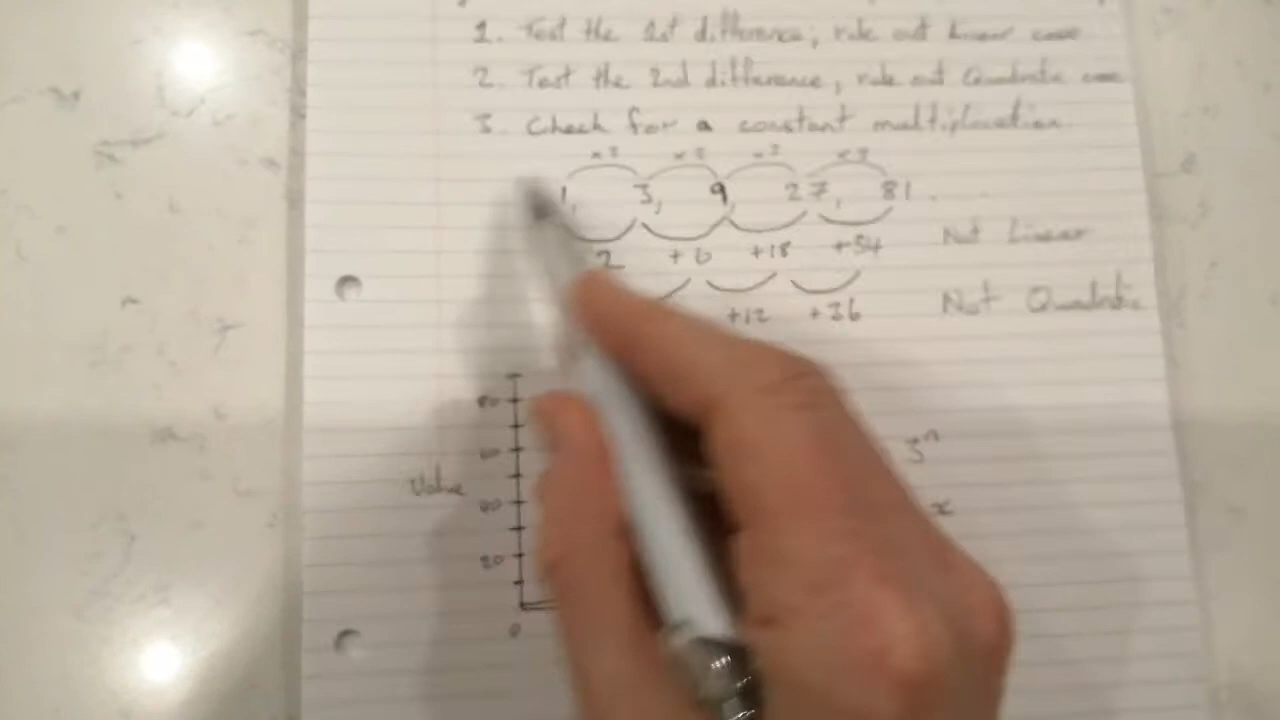 1. Test the 1st difference, rule out linear case
2. Test the 2nd difference, rule out Quadratic case
3. Check for a constant multiplication.
×3 ×3 ×3 ×3
1, 3, 9, 27, 81.
2 +6 +18 +54 Not Linear
+12 +36 Not Quadratic
80
60 3ⁿ
Value
40 x
20
0